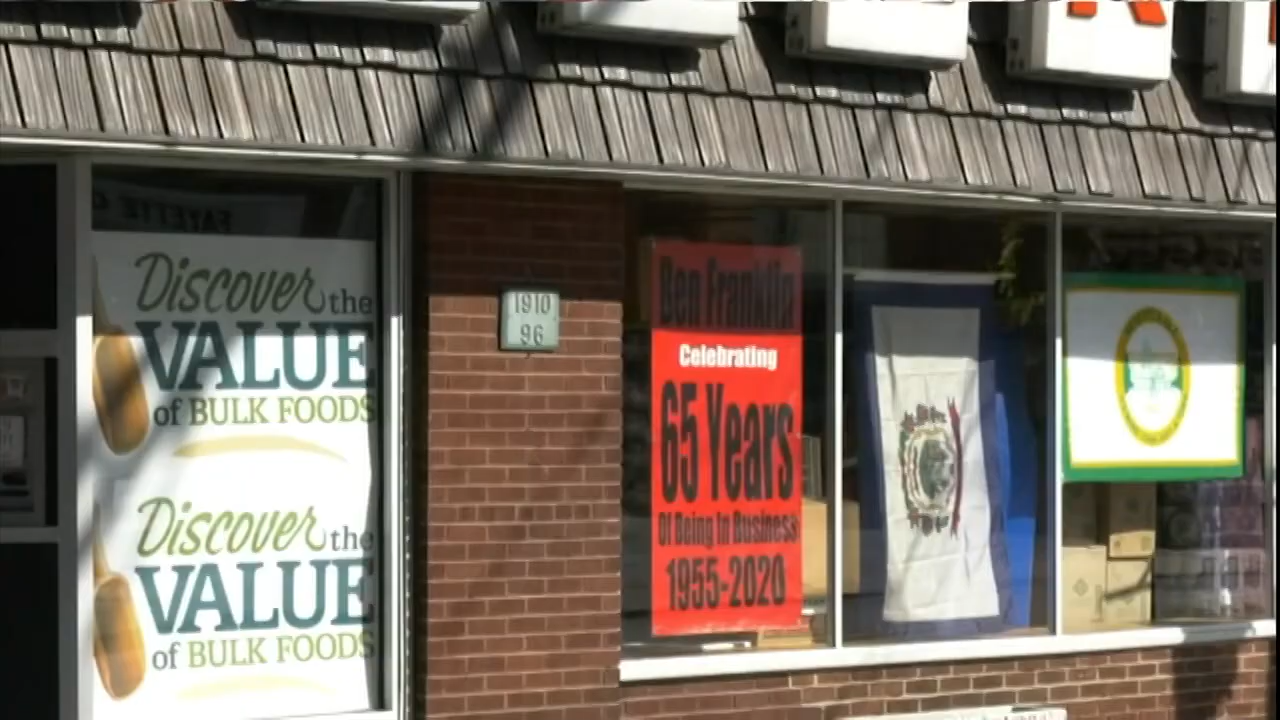 Discover the
VALUE
of BULK FOODS
Discover the
VALUE
of BULK FOODS
1910
96
Ben Franklin
Celebrating
65 Years
Of Being In Business
1955-2020